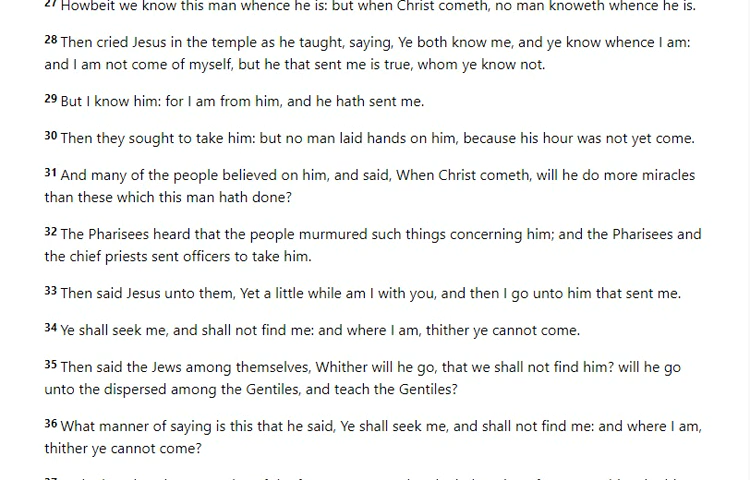 27 Howbeit we know this man whence he is: but when Christ cometh, no man knoweth whence he is.
28 Then cried Jesus in the temple as he taught, saying, Ye both know me, and ye know whence I am:
and I am not come of myself, but he that sent me is true, whom ye know not.
29 But I know him: for I am from him, and he hath sent me.
30 Then they sought to take him: but no man laid hands on him, because his hour was not yet come.
31 And many of the people believed on him, and said, When Christ cometh, will he do more miracles
than these which this man hath done?
32 The Pharisees heard that the people murmured such things concerning him; and the Pharisees and
the chief priests sent officers to take him.
33 Then said Jesus unto them, Yet a little while am I with you, and then I go unto him that sent me.
34 Ye shall seek me, and shall not find me: and where I am, thither ye cannot come.
35 Then said the Jews among themselves, Whither will he go, that we shall not find him? will he go
unto the dispersed among the Gentiles, and teach the Gentiles?
36 What manner of saying is this that he said, Ye shall seek me, and shall not find me: and where I am,
thither ye cannot come?